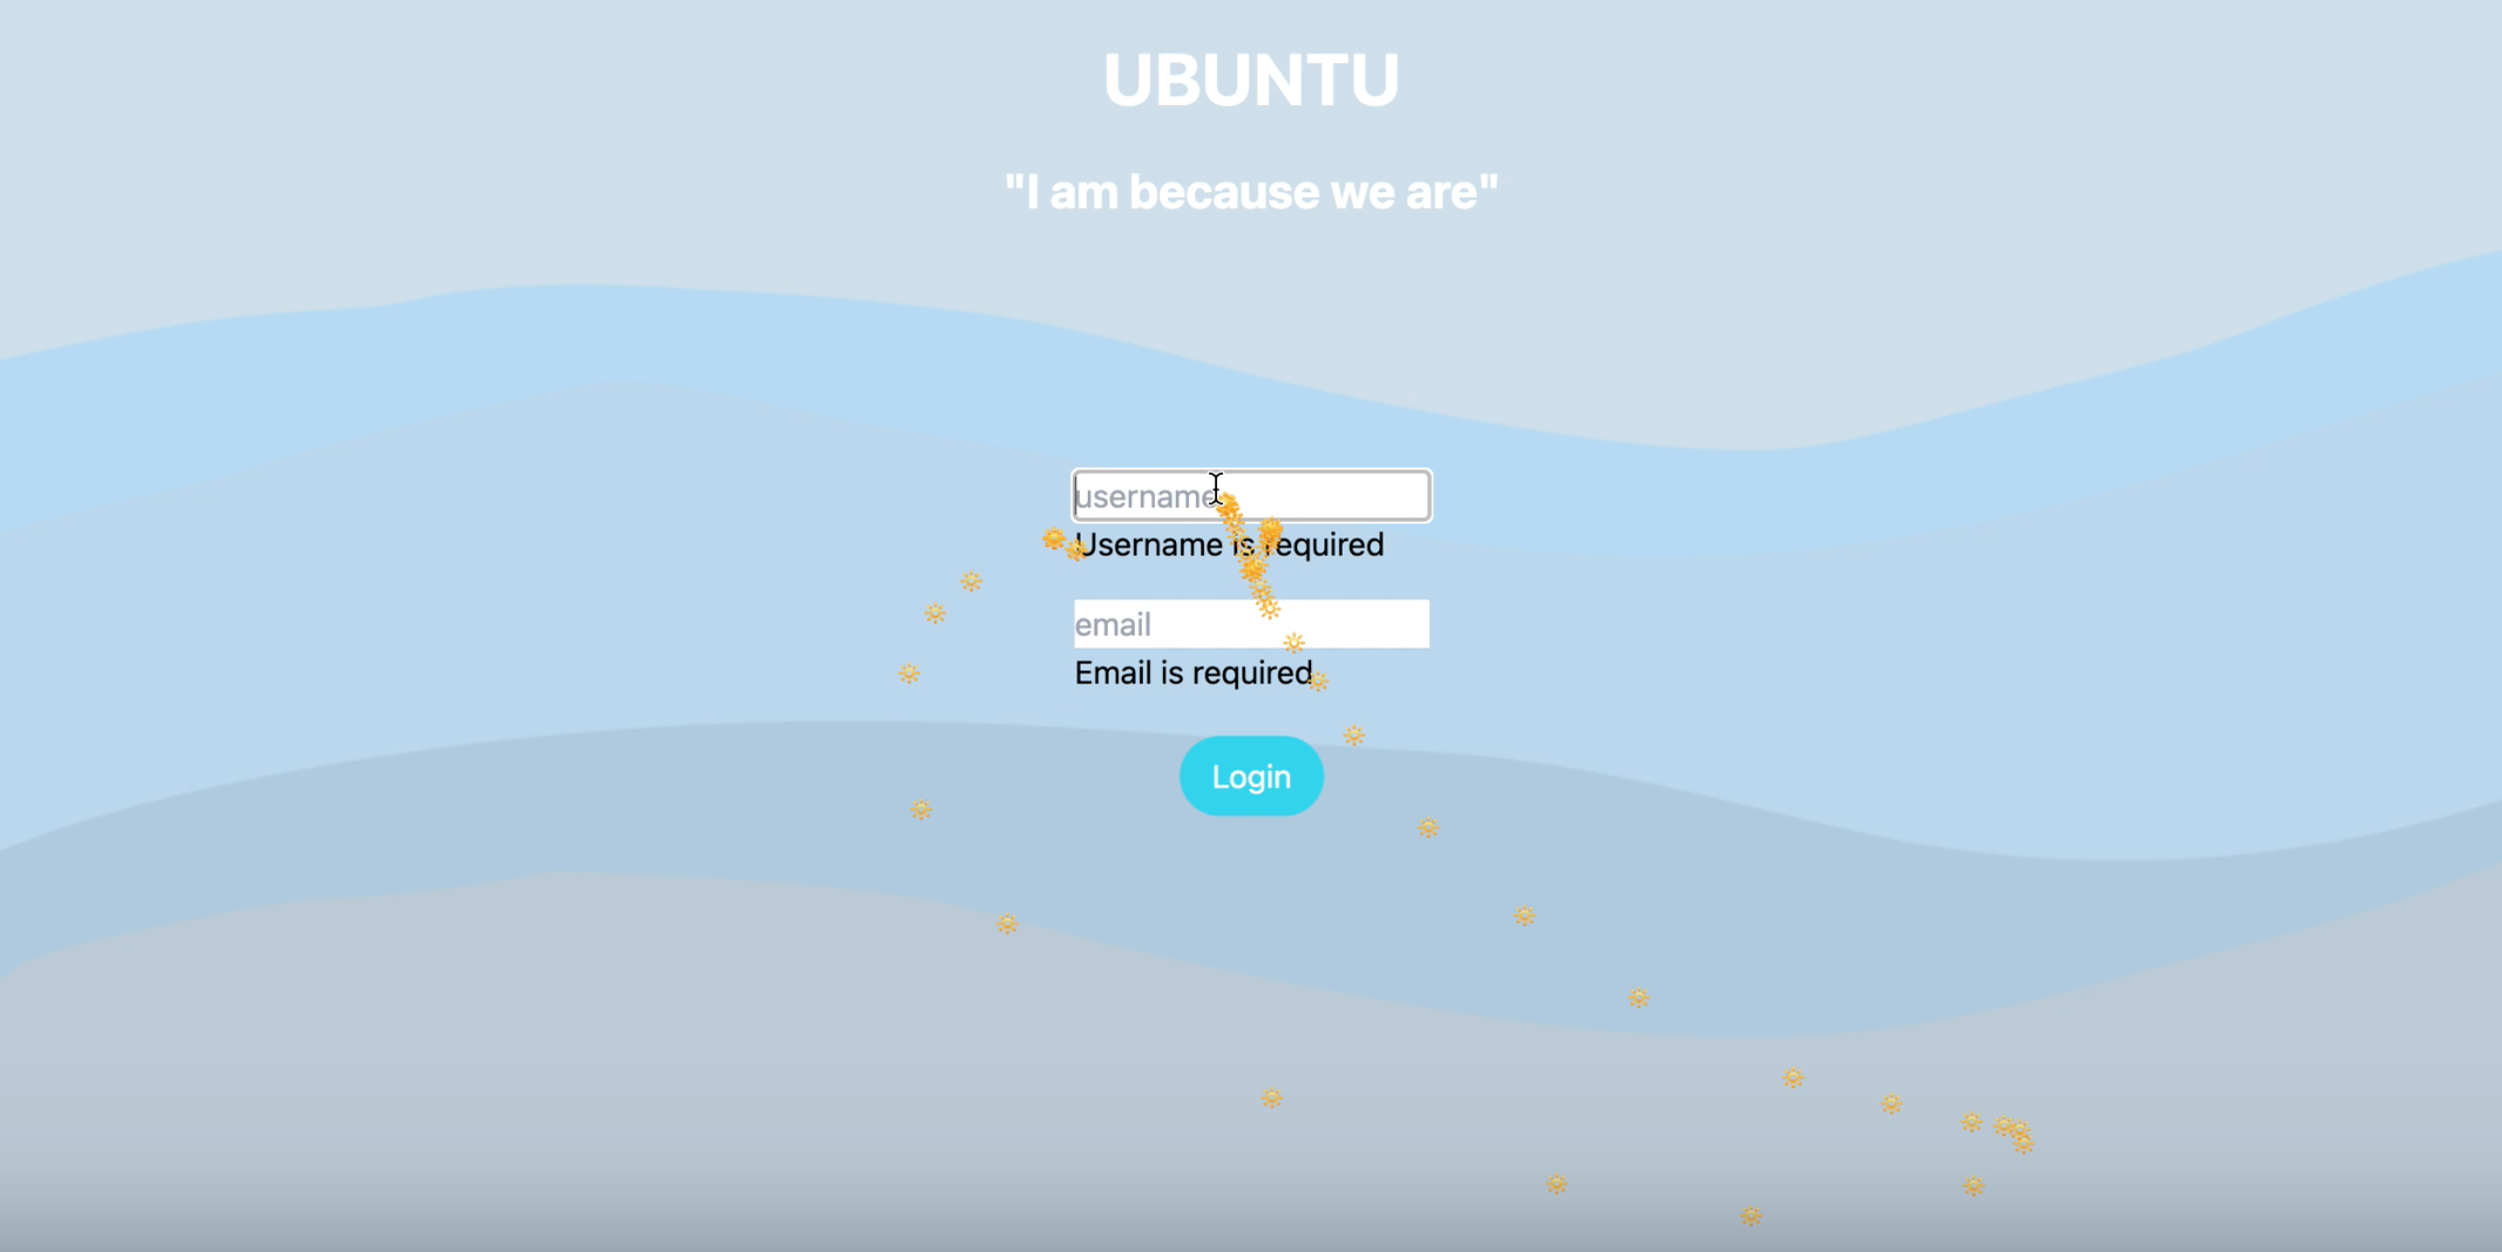 UBUNTU
"I am because we are"
username
Username is required
email
Email is required
Login